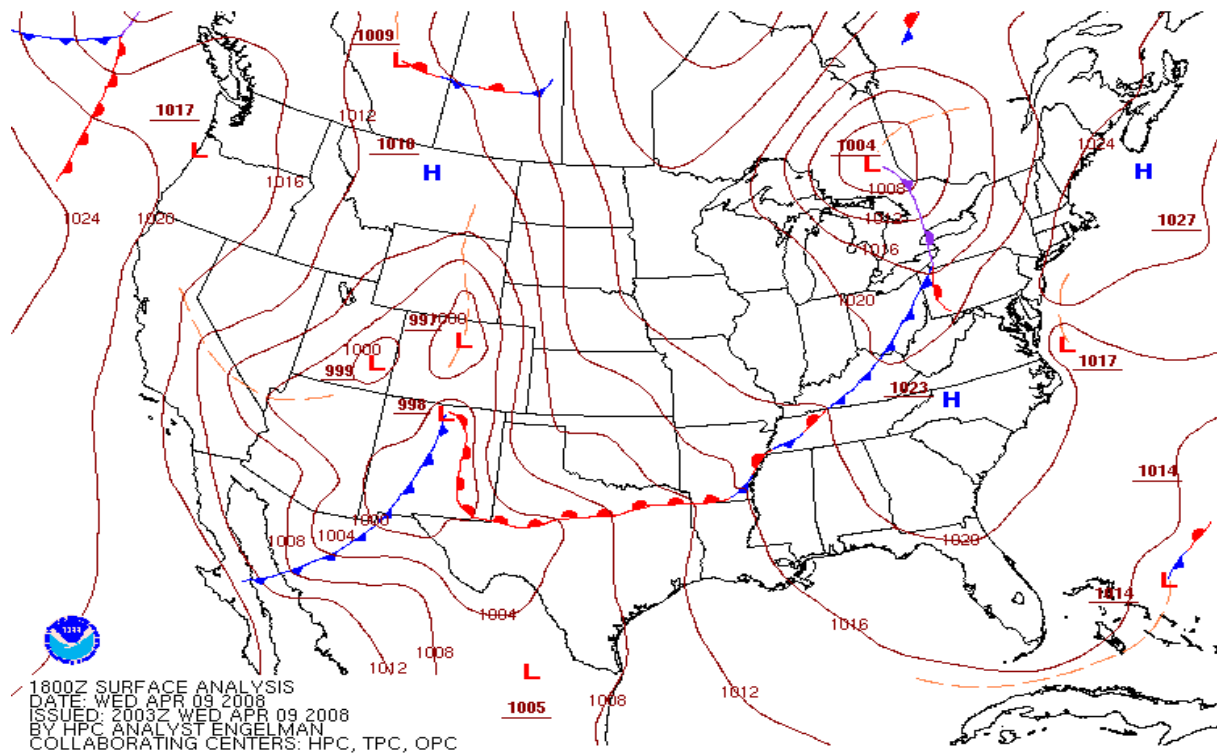 1009
L
1017
L
1012
1010
H
1016
1024
1020
1004
L
1008
1012
1016
1020
1024
H
1027
997
1000
L
1000
L
999
998
L
1017
L
1023
H
1014
1000
1004
1008
1020
L
1014
1004
1016
1012
1008
L
1005
1008
1012
1800Z SURFACE ANALYSIS
DATE: WED APR 09 2008
ISSUED: 2003Z WED APR 09 2008
BY HPC ANALYST ENGELMAN
COLLABORATING CENTERS: HPC, TPC, OPC